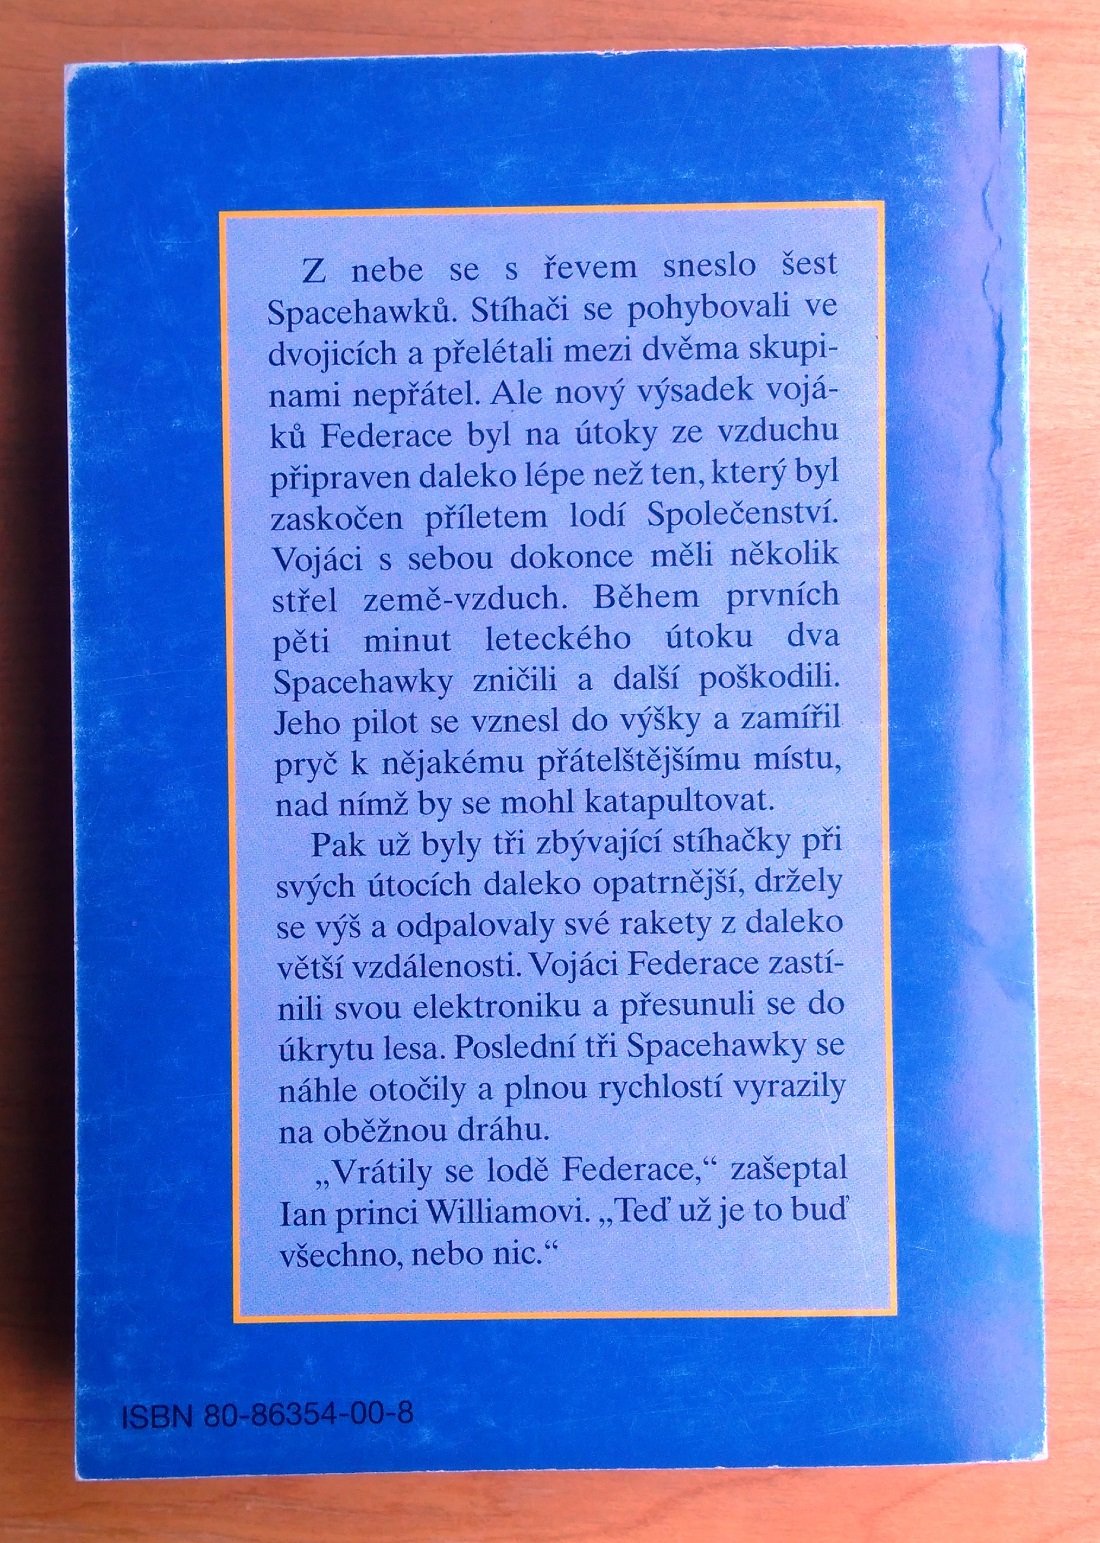 Z nebe se s řevem sneslo šest
Spacehawků. Stíhači se pohybovali ve
dvojicích a přelétali mezi dvěma skupi-
nami nepřátel. Ale nový výsadek vojá-
ků Federace byl na útoky ze vzduchu
připraven daleko lépe než ten, který byl
zaskočen příletem lodí Společenství.
Vojáci s sebou dokonce měli několik
střel země-vzduch. Během prvních
pěti minut leteckého útoku dva
Spacehawky zničili a další poškodili.
Jeho pilot se vznesl do výšky a zamířil
pryč k nějakému přátelštějšímu místu,
nad nímž by se mohl katapultovat.
Pak už byly tři zbývající stíhačky při
svých útocích daleko opatrnější, držely
se výš a odpalovaly své rakety z daleko
větší vzdálenosti. Vojáci Federace zastí-
nili svou elektroniku a přesunuli se do
úkrytu lesa. Poslední tři Spacehawky se
náhle otočily a plnou rychlostí vyrazily
na oběžnou dráhu.
„Vrátily se lodě Federace,“ zašeptal
Ian princi Williamovi. „Teď už je to buď
všechno, nebo nic.“
ISBN 80-86354-00-8